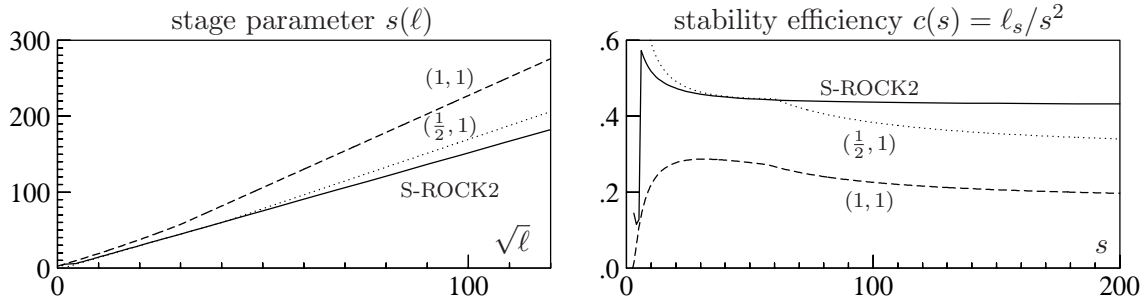 stage parameter s(ℓ)
300
200
100
0
0
100
(1, 1)
(1/2, 1)
S-ROCK2
√ℓ
stability efficiency c(s) = ℓₛ/s²
.6
.4
.2
.0
0
100
200
S-ROCK2
(1/2, 1)
(1, 1)
s